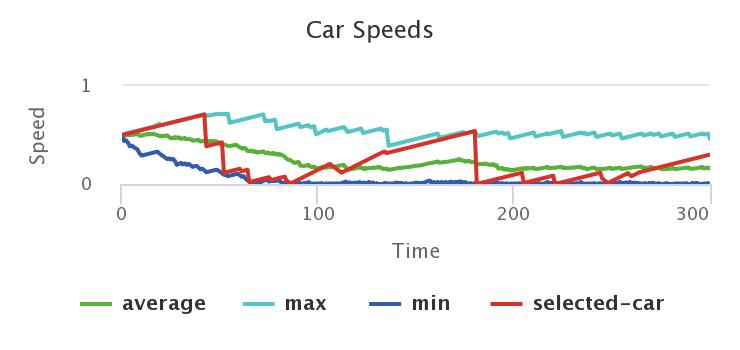 Car Speeds
1
Speed
0
0 100 200 300
Time
average max min selected-car